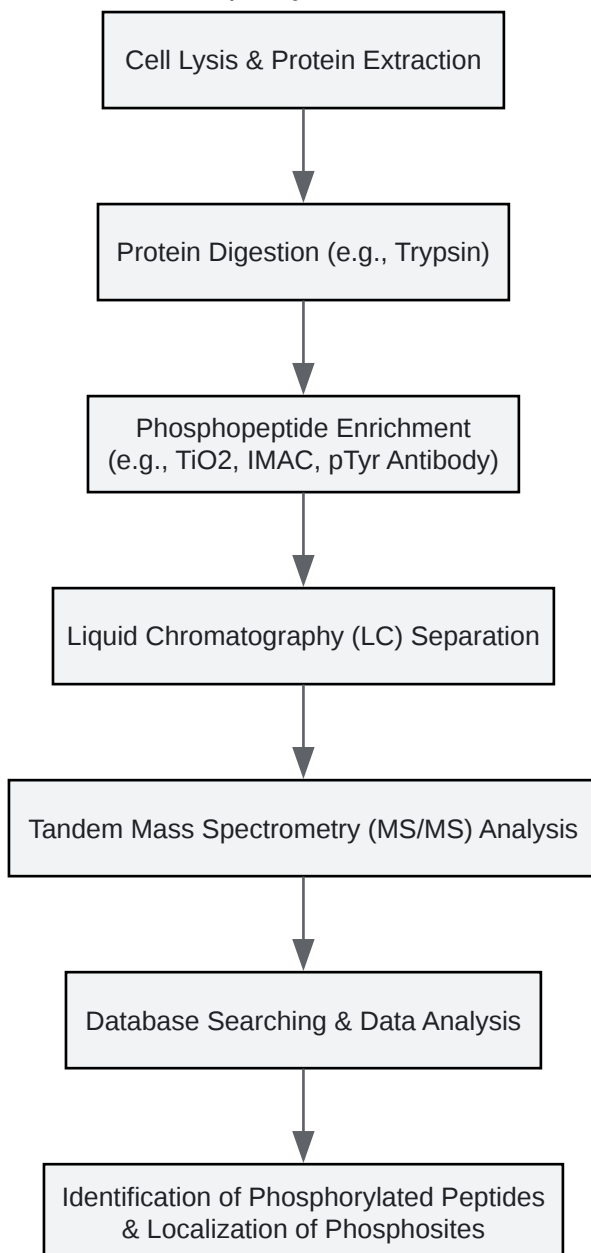 Cell Lysis & Protein Extraction
Protein Digestion (e.g., Trypsin)
Phosphopeptide Enrichment
(e.g., TiO2, IMAC, pTyr Antibody)
Liquid Chromatography (LC) Separation
Tandem Mass Spectrometry (MS/MS) Analysis
Database Searching & Data Analysis
Identification of Phosphorylated Peptides
& Localization of Phosphosites